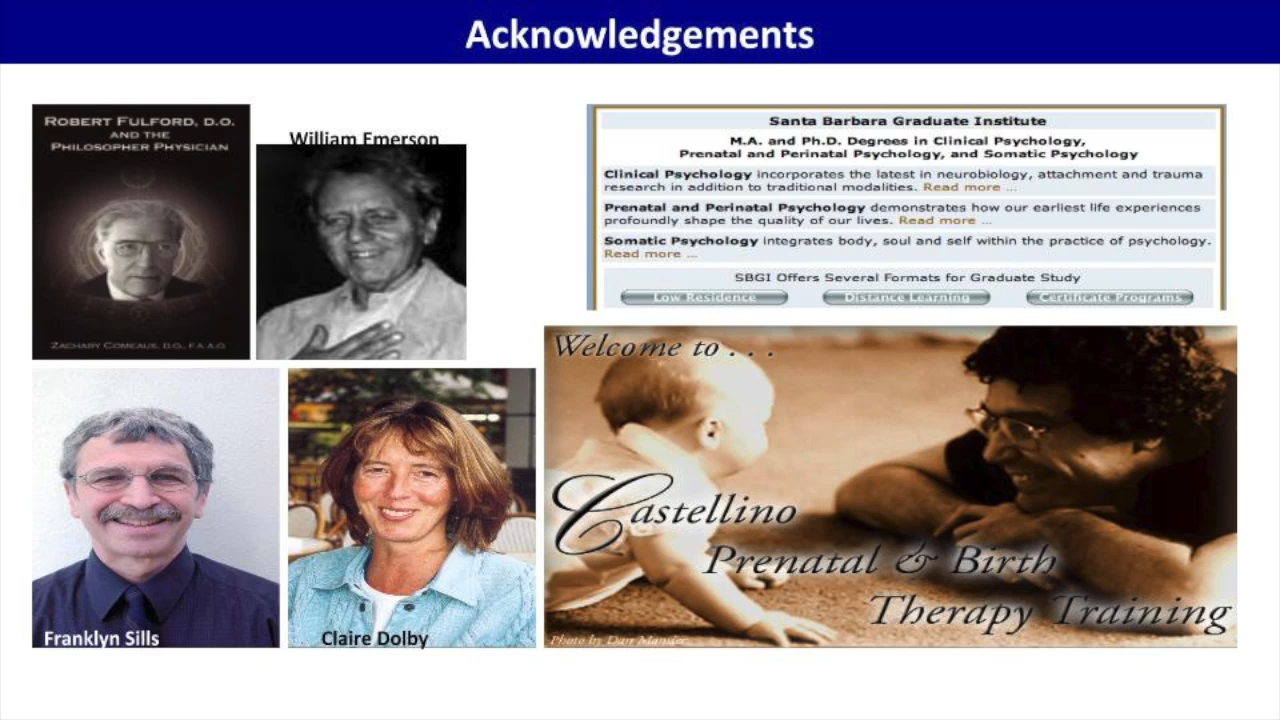 Acknowledgements
ROBERT FULFORD, D.O.
AND THE
PHILOSOPHER PHYSICIAN
ZACHARY COMEAUX, D.O., F.A.A.O.
William Emerson
Franklyn Sills
Claire Dolby
Santa Barbara Graduate Institute
M.A. and Ph.D. Degrees in Clinical Psychology,
Prenatal and Perinatal Psychology, and Somatic Psychology
Clinical Psychology incorporates the latest in neurobiology, attachment and trauma
research in addition to traditional modalities. Read more ...
Prenatal and Perinatal Psychology demonstrates how our earliest life experiences
profoundly shape the quality of our lives. Read more ...
Somatic Psychology integrates body, soul and self within the practice of psychology.
Read more ...
SBGI Offers Several Formats for Graduate Study
Low Residence Distance Learning Certificate Programs
Welcome to . . .
Castellino
Prenatal & Birth
Therapy Training
Photo by Dan